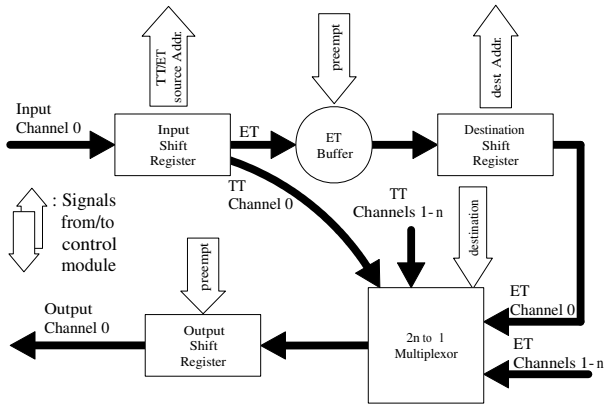 TT/ET
source Addr.
preempt
dest Addr.
Input
Channel 0
Input
Shift
Register
ET
ET
Buffer
Destination
Shift
Register
TT
Channel 0
TT
Channels 1-n
destination
: Signals
from/to
control
module
preempt
ET
Channel 0
Output
Channel 0
Output
Shift
Register
2n to 1
Multiplexor
ET
Channels 1-n